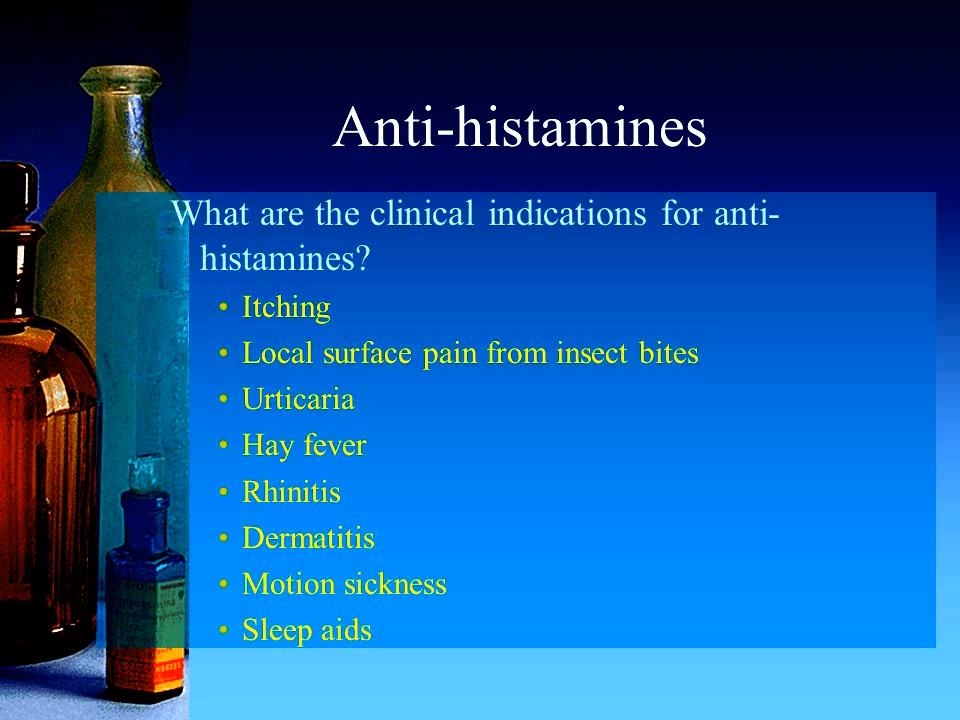 Anti-histamines
What are the clinical indications for anti-
histamines?
• Itching
• Local surface pain from insect bites
• Urticaria
• Hay fever
• Rhinitis
• Dermatitis
• Motion sickness
• Sleep aids